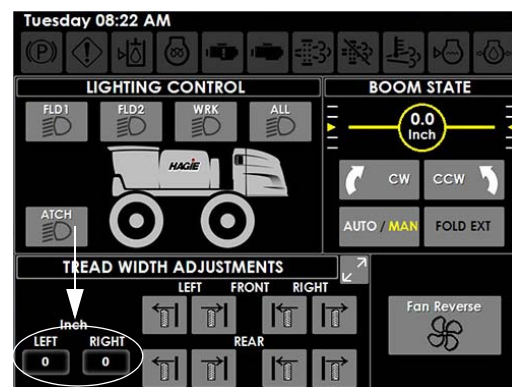 Tuesday 08:22 AM
(P)
LIGHTING CONTROL
FLD1 FLD2 WRK ALL
HAGIE
ATCH
BOOM STATE
0.0
Inch
CW CCW
AUTO / MAN FOLD EXT
TREAD WIDTH ADJUSTMENTS
LEFT FRONT RIGHT
Inch
LEFT RIGHT
0 0
REAR
Fan Reverse